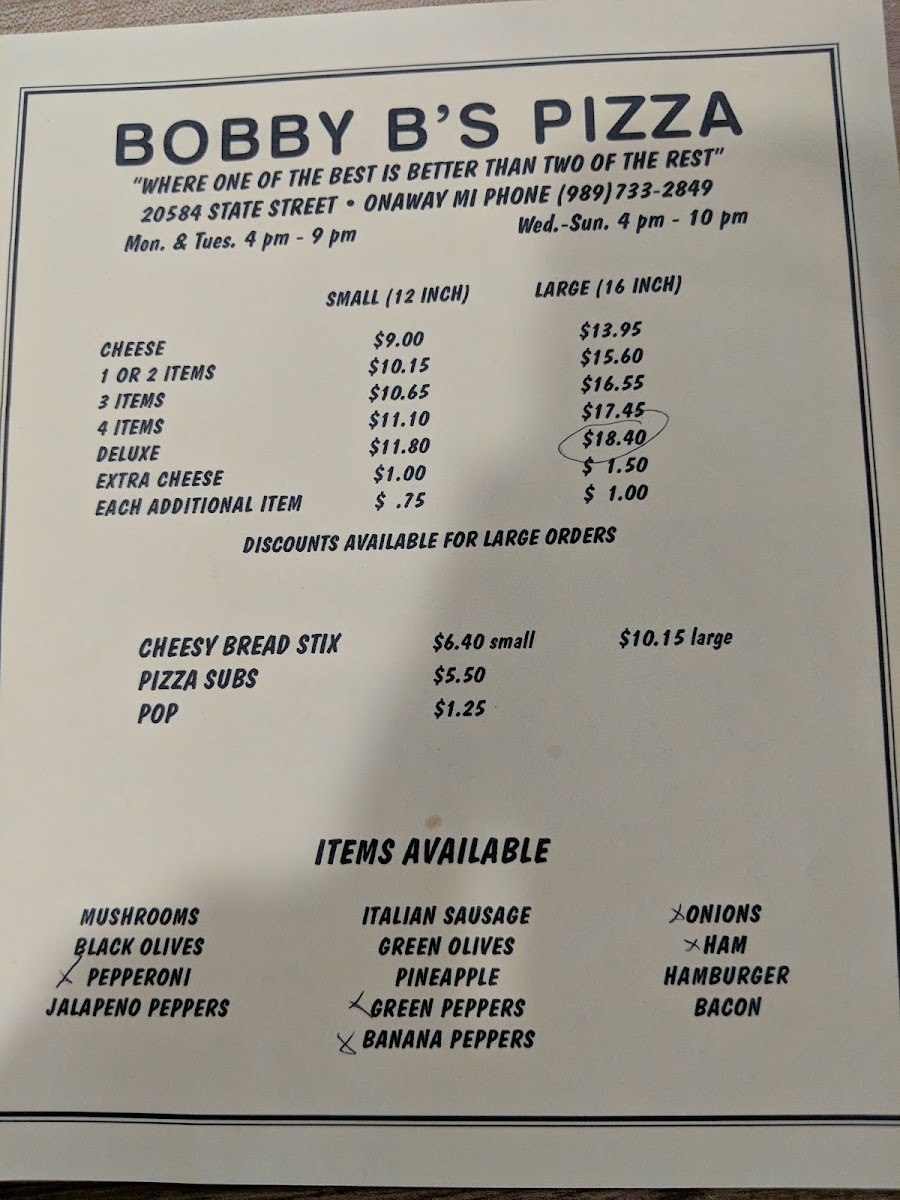 BOBBY B'S PIZZA
"WHERE ONE OF THE BEST IS BETTER THAN TWO OF THE REST"
20584 STATE STREET • ONAWAY MI PHONE (989)733-2849
Mon. & Tues. 4 pm - 9 pm Wed.-Sun. 4 pm - 10 pm
SMALL (12 INCH) LARGE (16 INCH)
CHEESE $9.00 $13.95
1 OR 2 ITEMS $10.15 $15.60
3 ITEMS $10.65 $16.55
4 ITEMS $11.10 $17.45
DELUXE $11.80 $18.40
EXTRA CHEESE $1.00 $ 1.50
EACH ADDITIONAL ITEM $ .75 $ 1.00
DISCOUNTS AVAILABLE FOR LARGE ORDERS
CHEESY BREAD STIX $6.40 small $10.15 large
PIZZA SUBS $5.50
POP $1.25
ITEMS AVAILABLE
MUSHROOMS ITALIAN SAUSAGE x ONIONS
BLACK OLIVES GREEN OLIVES x HAM
x PEPPERONI PINEAPPLE HAMBURGER
JALAPENO PEPPERS x GREEN PEPPERS BACON
x BANANA PEPPERS